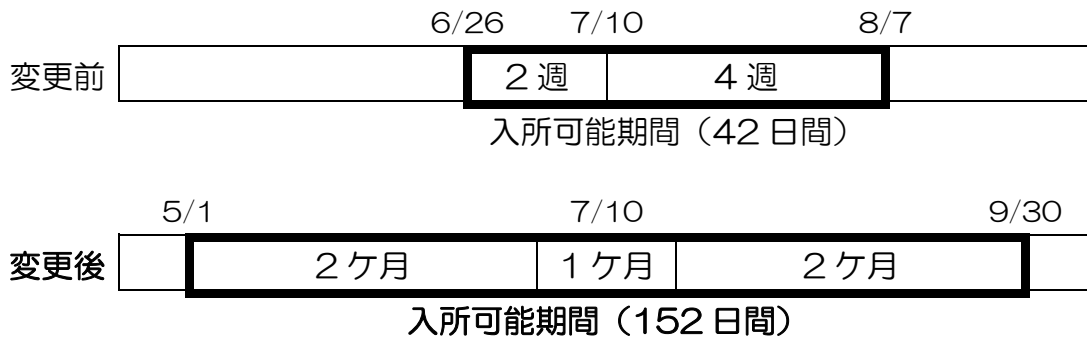 6/26 7/10 8/7
変更前 2週 4週
入所可能期間（42日間）
5/1 7/10 9/30
変更後 2ケ月 1ケ月 2ケ月
入所可能期間（152日間）